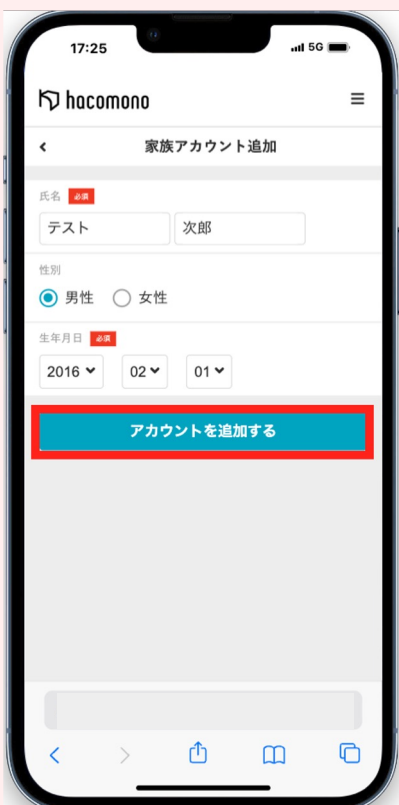 17:25 5G
hacomono
家族アカウント追加
氏名 必須
テスト 次郎
性別
男性 女性
生年月日 必須
2016 02 01
アカウントを追加する